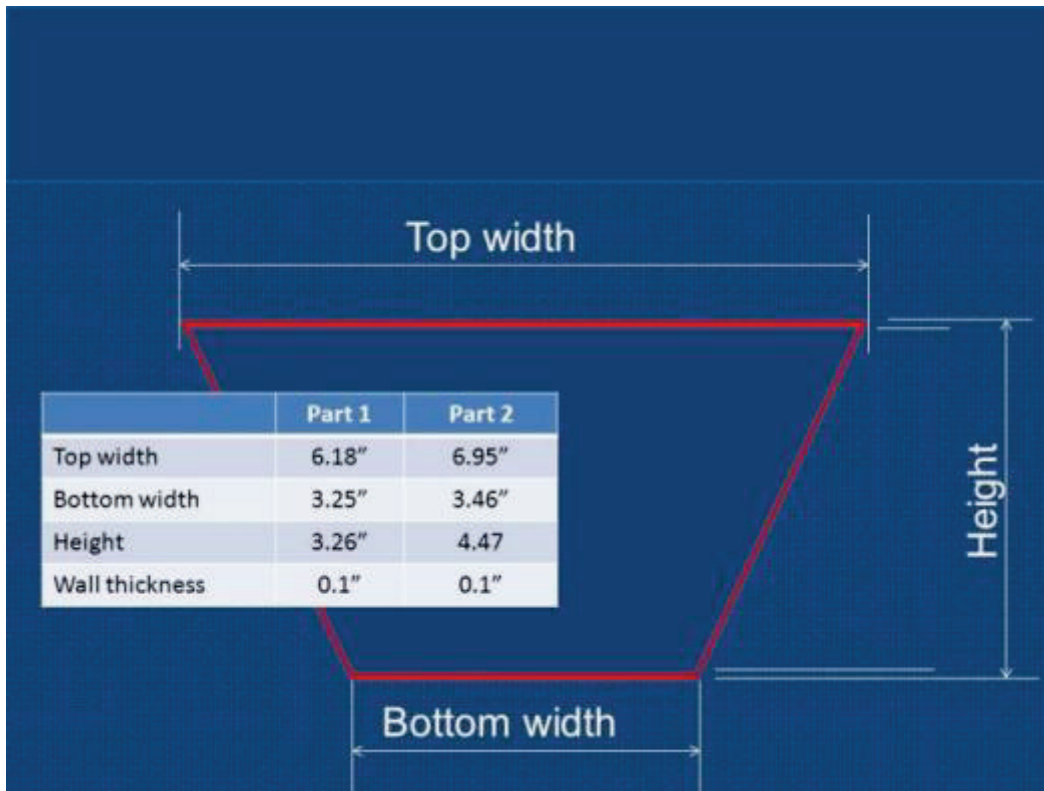 Top width
Part 1 Part 2
Top width 6.18” 6.95”
Bottom width 3.25” 3.46”
Height 3.26” 4.47
Wall thickness 0.1” 0.1”
Height
Bottom width